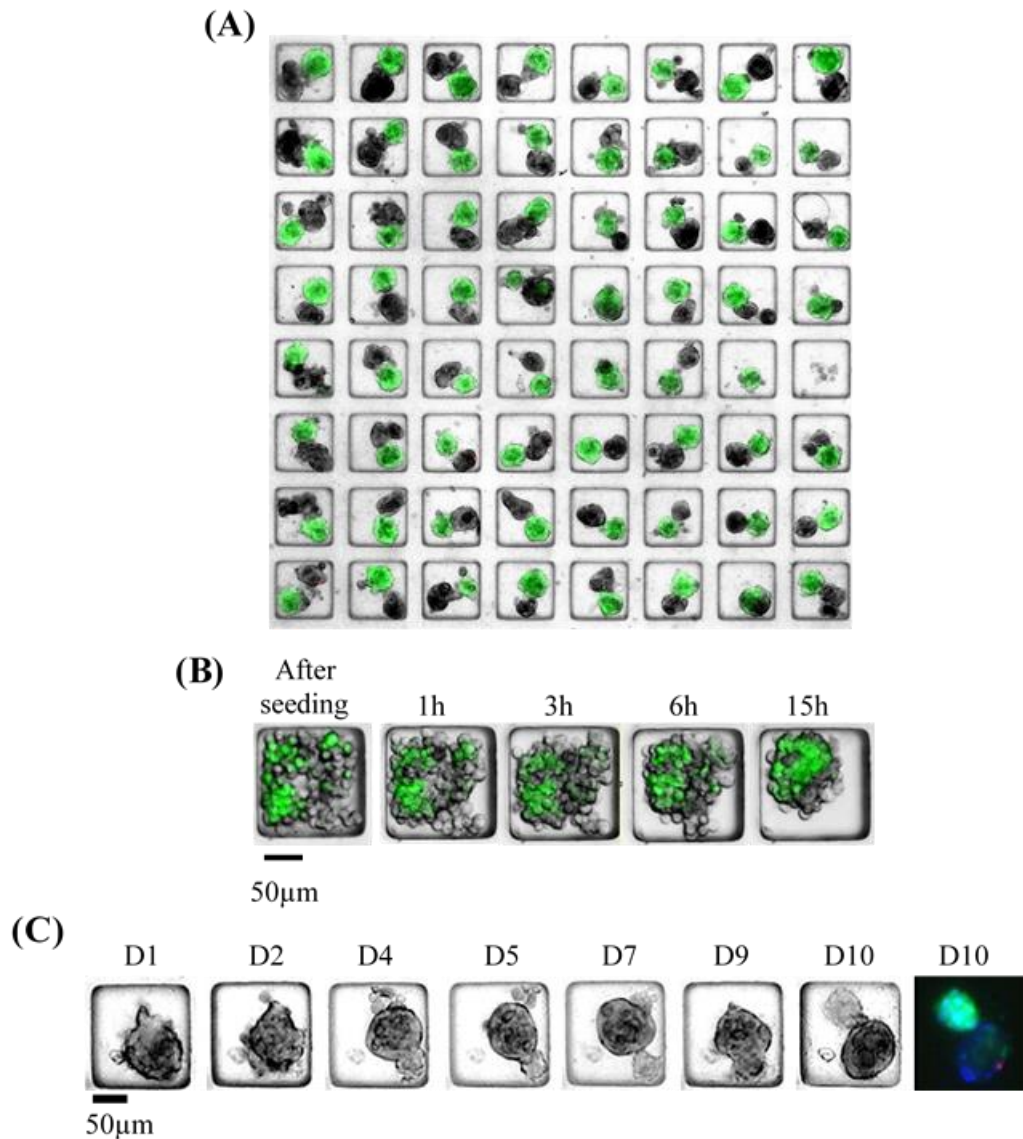 (A)
(B)
After
seeding 1h 3h 6h 15h
50µm
(C)
D1 D2 D4 D5 D7 D9 D10 D10
50µm